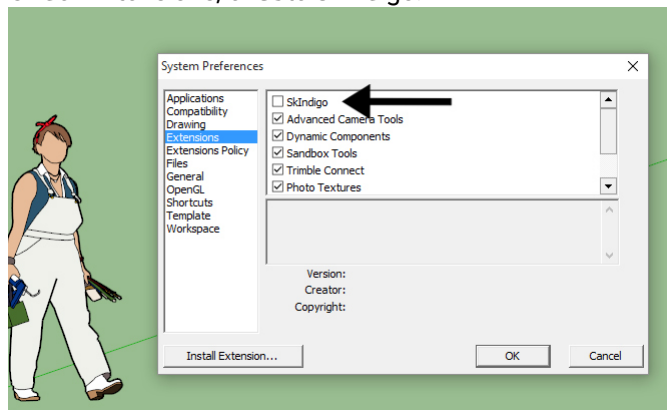 System Preferences
Applications
Compatibility
Drawing
Extensions
Extensions Policy
Files
General
OpenGL
Shortcuts
Template
Workspace
SkIndigo
Advanced Camera Tools
Dynamic Components
Sandbox Tools
Trimble Connect
Photo Textures
Version:
Creator:
Copyright:
Install Extension...
OK
Cancel